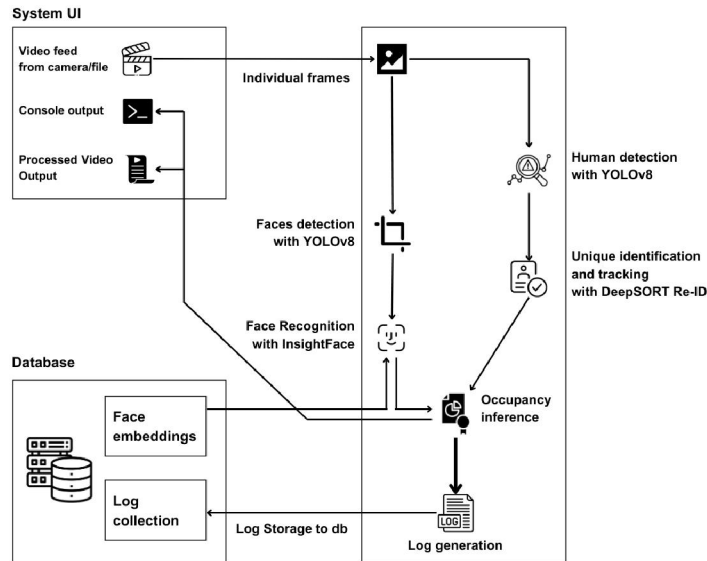 System UI
Video feed
from camera/file
Individual frames
Console output
Processed Video
Output
Human detection
with YOLOv8
Faces detection
with YOLOv8
Unique identification
and tracking
with DeepSORT Re-ID
Face Recognition
with InsightFace
Database
Face
embeddings
Occupancy
inference
Log
collection
LOG
Log Storage to db
Log generation